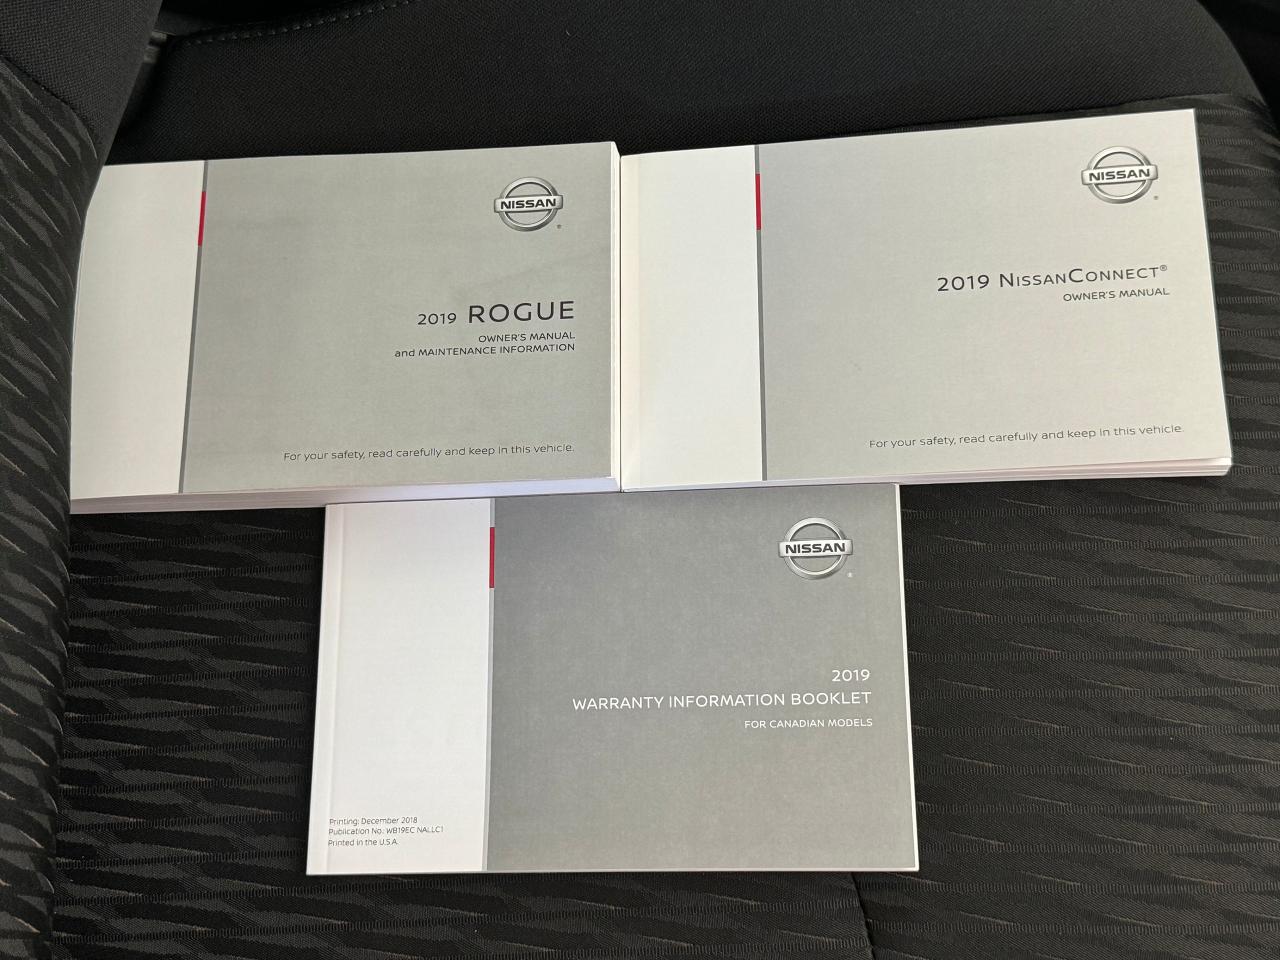 NISSAN
2019 ROGUE
OWNER'S MANUAL
and MAINTENANCE INFORMATION
For your safety, read carefully and keep in this vehicle.
NISSAN
2019 NISSANCONNECT®
OWNER'S MANUAL
For your safety, read carefully and keep in this vehicle.
NISSAN
2019
WARRANTY INFORMATION BOOKLET
FOR CANADIAN MODELS
Printing: December 2018
Publication No.: WB19EC NALLC1
Printed in the U.S.A.